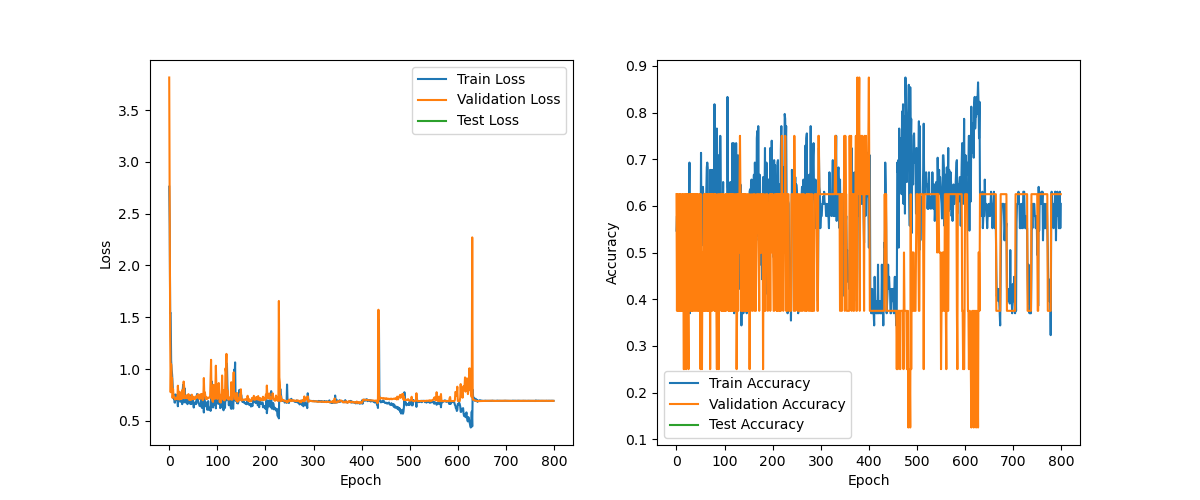 Train Loss
Validation Loss
Test Loss
3.5
3.0
2.5
2.0
1.5
1.0
0.5
Loss
0 100 200 300 400 500 600 700 800
Epoch
0.9
0.8
0.7
0.6
0.5
0.4
0.3
0.2
0.1
Accuracy
Train Accuracy
Validation Accuracy
Test Accuracy
0 100 200 300 400 500 600 700 800
Epoch